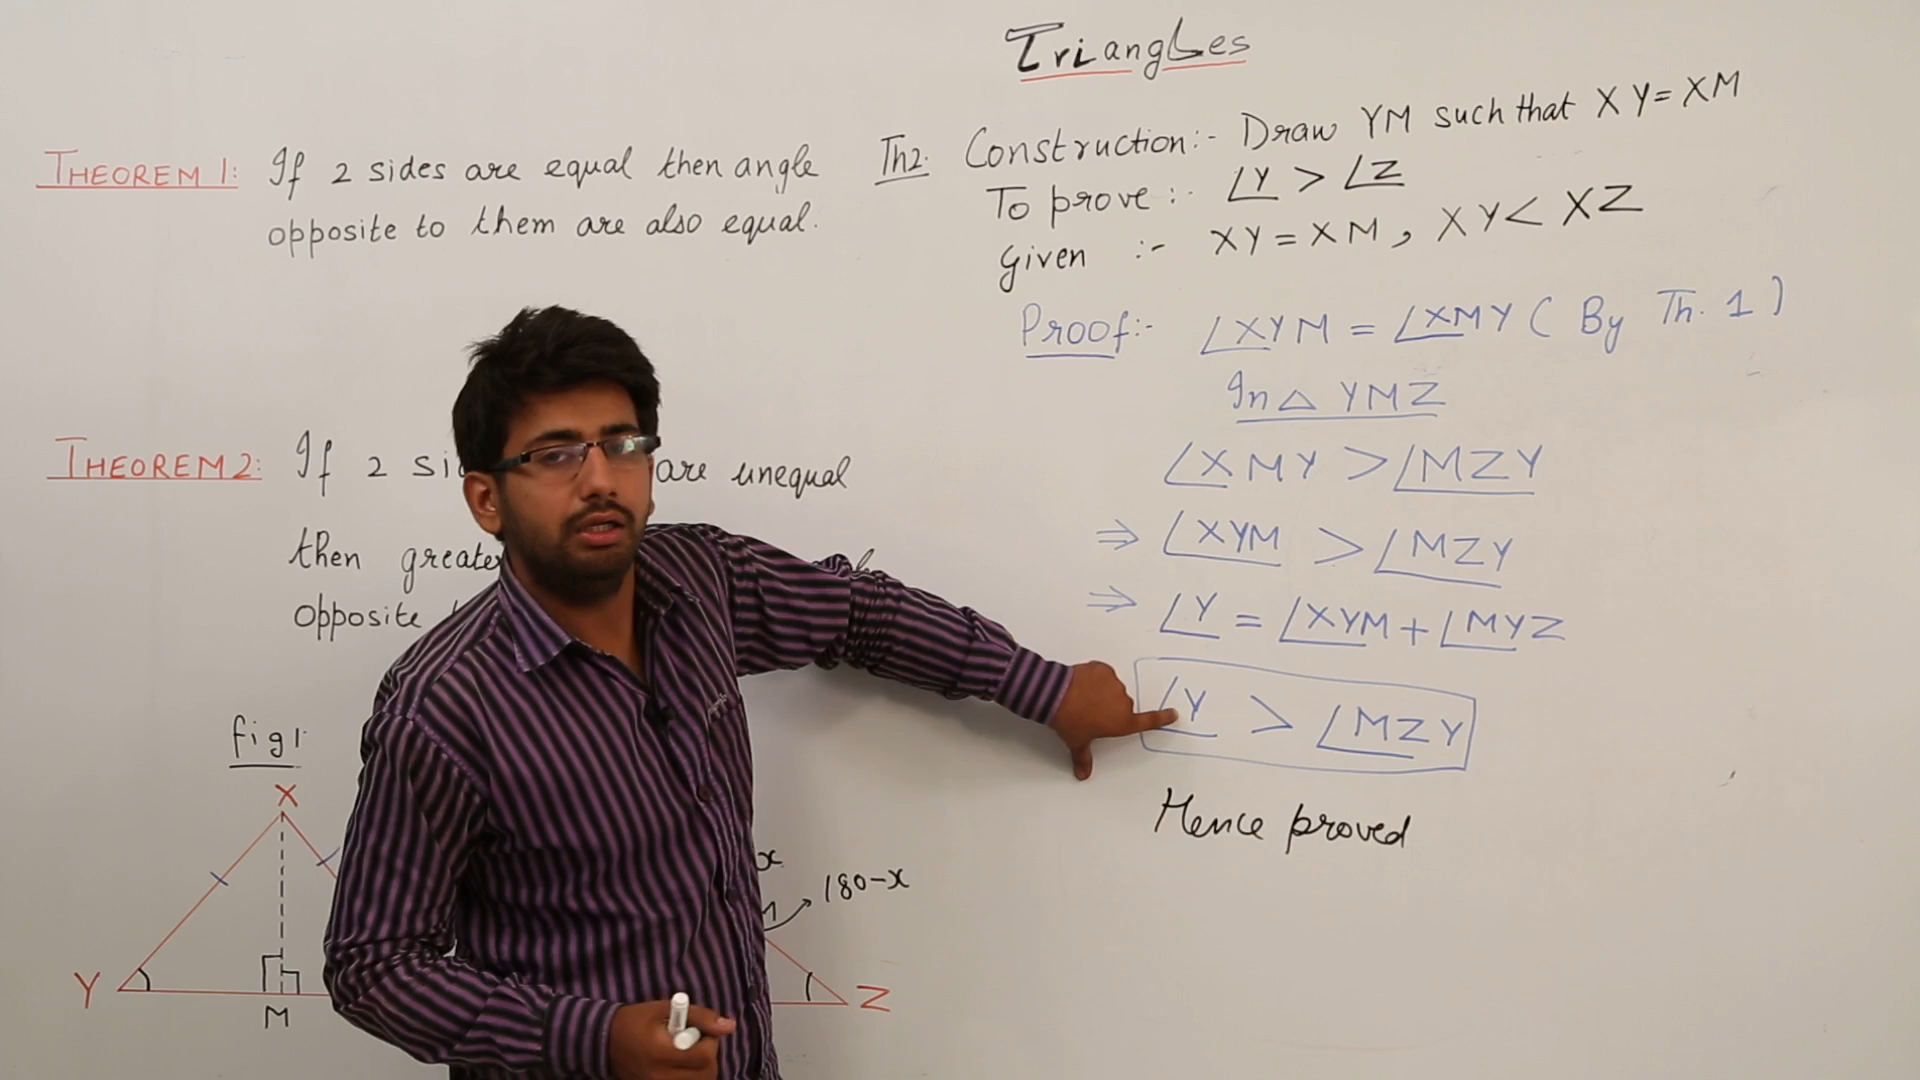 Triangles
THEOREM 1: If 2 sides are equal then angle
opposite to them are also equal.
THEOREM 2: If 2 are unequal
then greater
opposite
fig 1.
X
Y
M
Th2. Construction:- Draw YM such that XY=XM
To prove:- ∠Y > ∠Z
Given :- XY=XM, XY<XZ
Proof:- ∠XYM = ∠XMY (By Th. 1)
In △ YMZ
∠XMY > ∠MZY
⇒ ∠XYM > ∠MZY
⇒ ∠Y = ∠XYM + ∠MYZ
∠Y > ∠MZY
Hence proved
x
180-x
Z